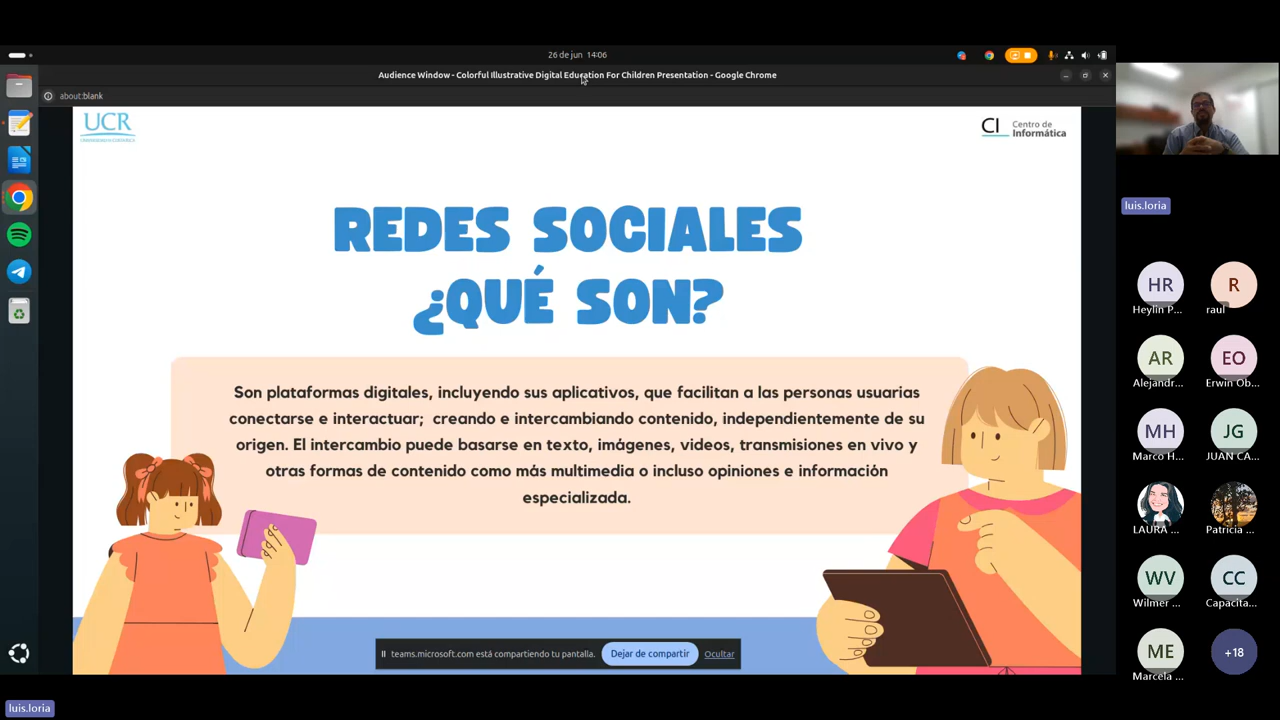 26 de jun 14:06
Audience Window - Colorful Illustrative Digital Education For Children Presentation - Google Chrome
about:blank
UCR
UNIVERSIDAD DE COSTA RICA
CI Centro de
Informática
REDES SOCIALES
¿QUÉ SON?
Son plataformas digitales, incluyendo sus aplicativos, que facilitan a las personas usuarias
conectarse e interactuar; creando e intercambiando contenido, independientemente de su
origen. El intercambio puede basarse en texto, imágenes, videos, transmisiones en vivo y
otras formas de contenido como más multimedia o incluso opiniones e información
especializada.
teams.microsoft.com está compartiendo tu pantalla.
Dejar de compartir
Ocultar
luis.loria
HR
Heylin P...
R
raul
AR
Alejandr...
EO
Erwin Ob...
MH
Marco H...
JG
JUAN CA...
LAURA ...
Patricia ...
WV
Wilmer ...
CC
Capacita...
ME
Marcela ...
+18
luis.loria